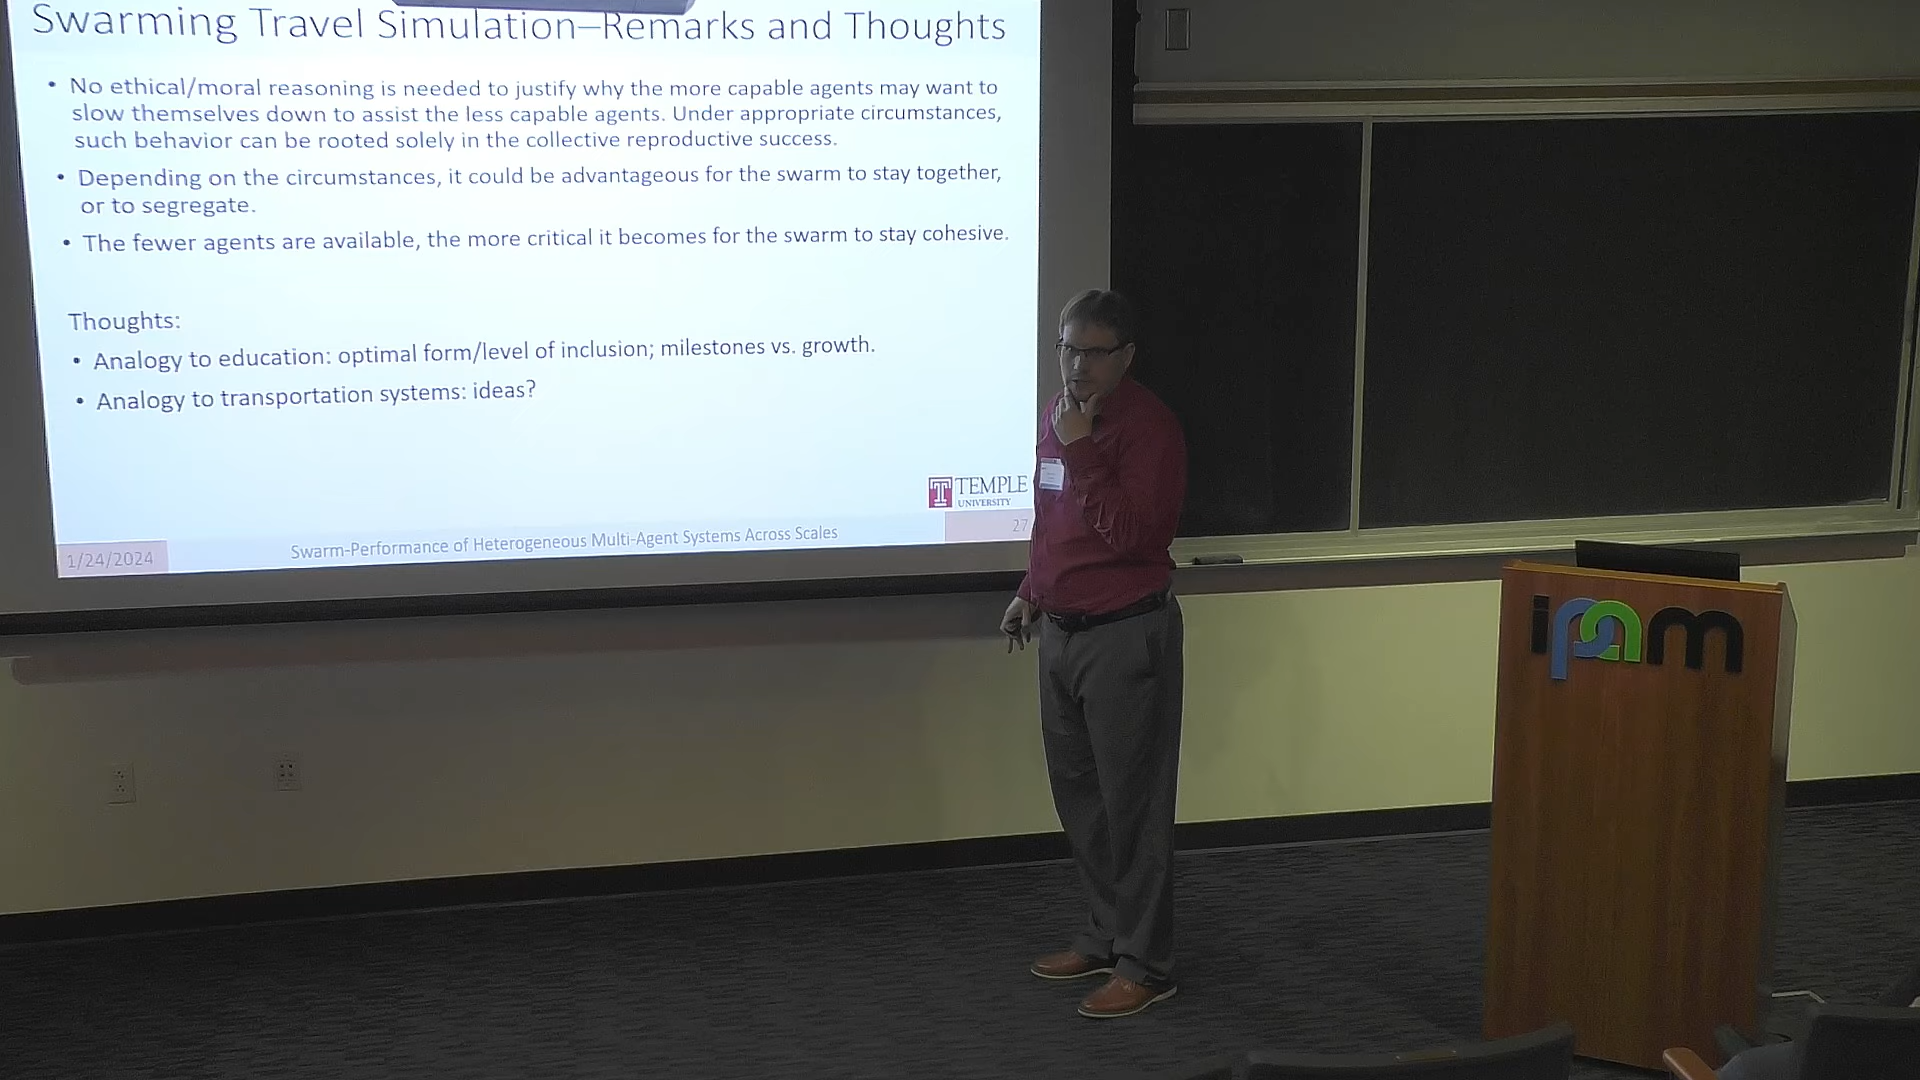 Swarming Travel Simulation—Remarks and Thoughts
• No ethical/moral reasoning is needed to justify why the more capable agents may want to
slow themselves down to assist the less capable agents. Under appropriate circumstances,
such behavior can be rooted solely in the collective reproductive success.
• Depending on the circumstances, it could be advantageous for the swarm to stay together,
or to segregate.
• The fewer agents are available, the more critical it becomes for the swarm to stay cohesive.
Thoughts:
• Analogy to education: optimal form/level of inclusion; milestones vs. growth.
• Analogy to transportation systems: ideas?
T TEMPLE
UNIVERSITY
1/24/2024
Swarm-Performance of Heterogeneous Multi-Agent Systems Across Scales
27
ipam